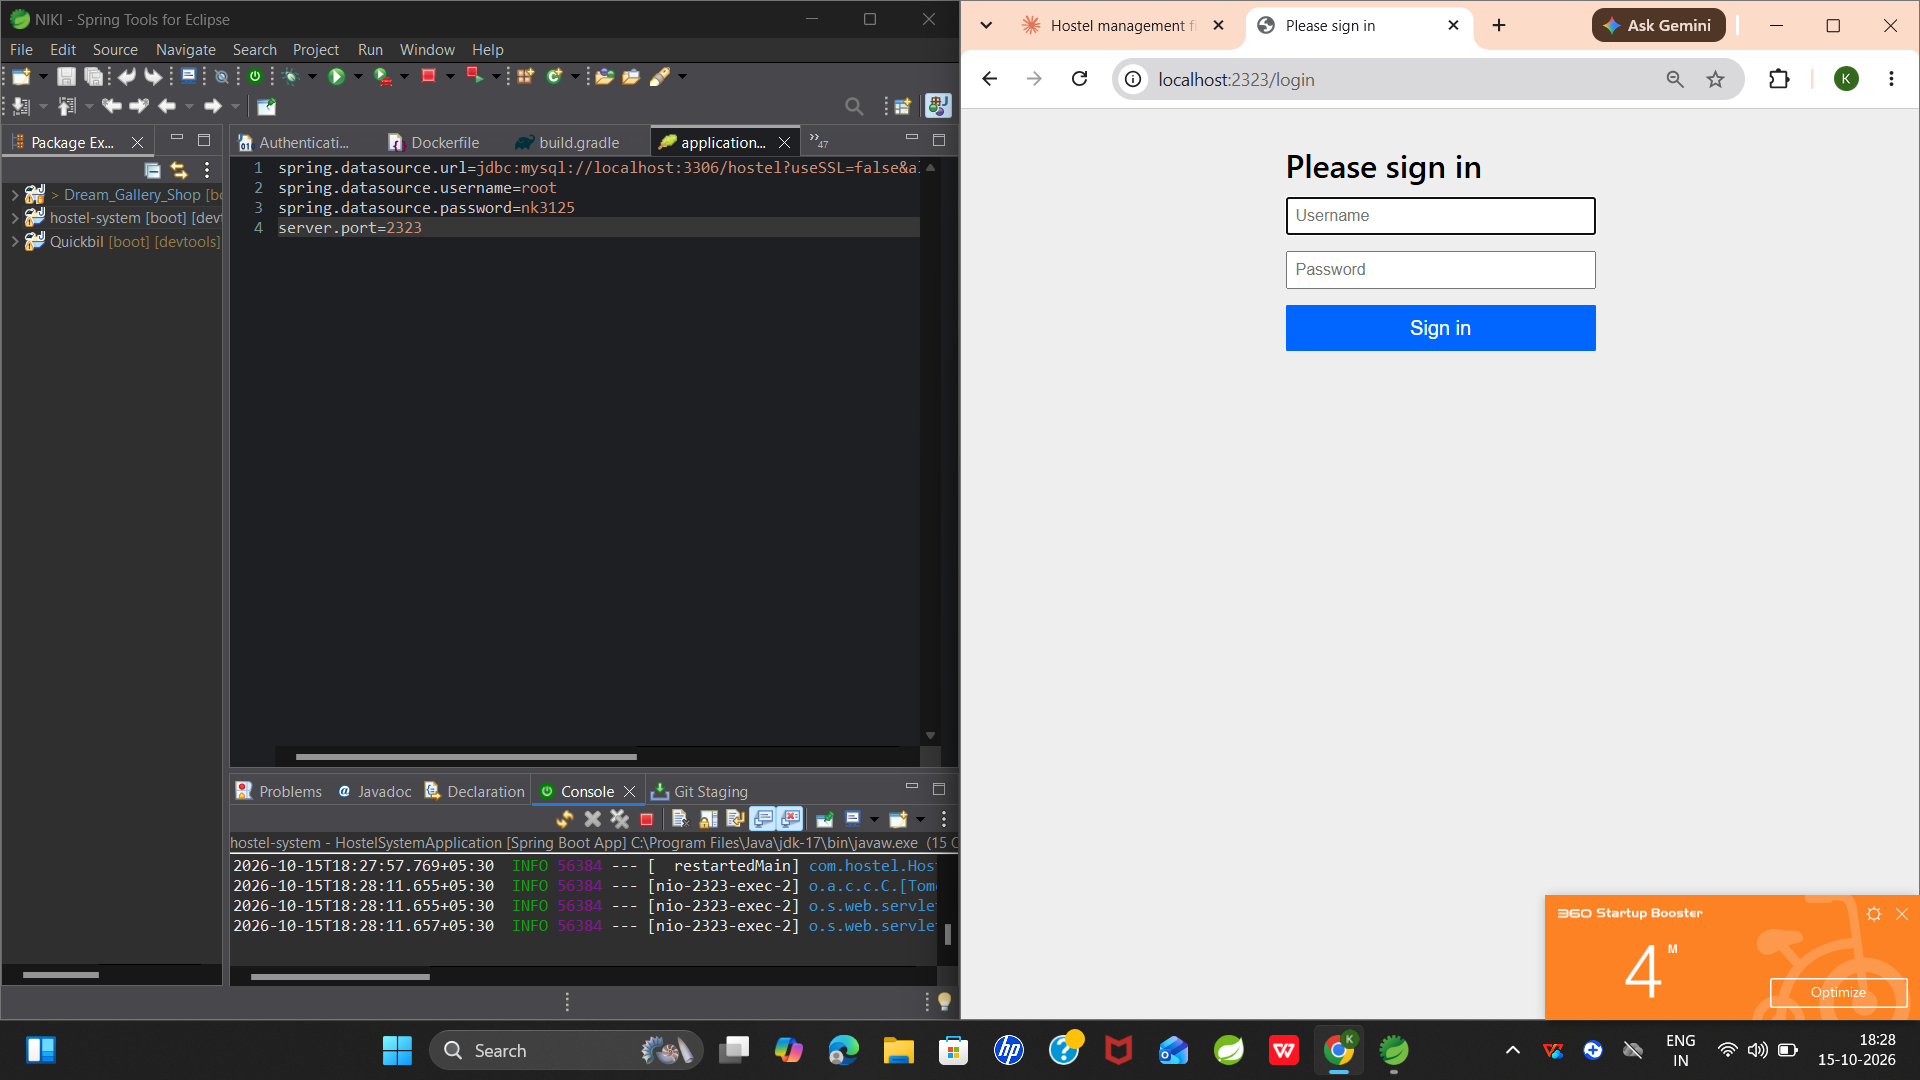 NIKI - Spring Tools for Eclipse
File Edit Source Navigate Search Project Run Window Help
Package Ex...
> Dream_Gallery_Shop [bo
hostel-system [boot] [devt
Quickbil [boot] [devtools]
Authenticati...
Dockerfile
build.gradle
application...
»47
1 spring.datasource.url=jdbc:mysql://localhost:3306/hostel?useSSL=false&al
2 spring.datasource.username=root
3 spring.datasource.password=nk3125
4 server.port=2323
Problems
@ Javadoc
Declaration
Console
Git Staging
hostel-system - HostelSystemApplication [Spring Boot App] C:\Program Files\Java\jdk-17\bin\javaw.exe (15 O
2026-10-15T18:27:57.769+05:30 INFO 56384 --- [ restartedMain] com.hostel.Hos
2026-10-15T18:28:11.655+05:30 INFO 56384 --- [nio-2323-exec-2] o.a.c.c.C.[Tom
2026-10-15T18:28:11.655+05:30 INFO 56384 --- [nio-2323-exec-2] o.s.web.servle
2026-10-15T18:28:11.657+05:30 INFO 56384 --- [nio-2323-exec-2] o.s.web.servle
Hostel management fi
Please sign in
Ask Gemini
localhost:2323/login
K
Please sign in
Username
Password
Sign in
360 Startup Booster
4 M
Optimize
Search
hp
K
ENG
IN
18:28
15-10-2026